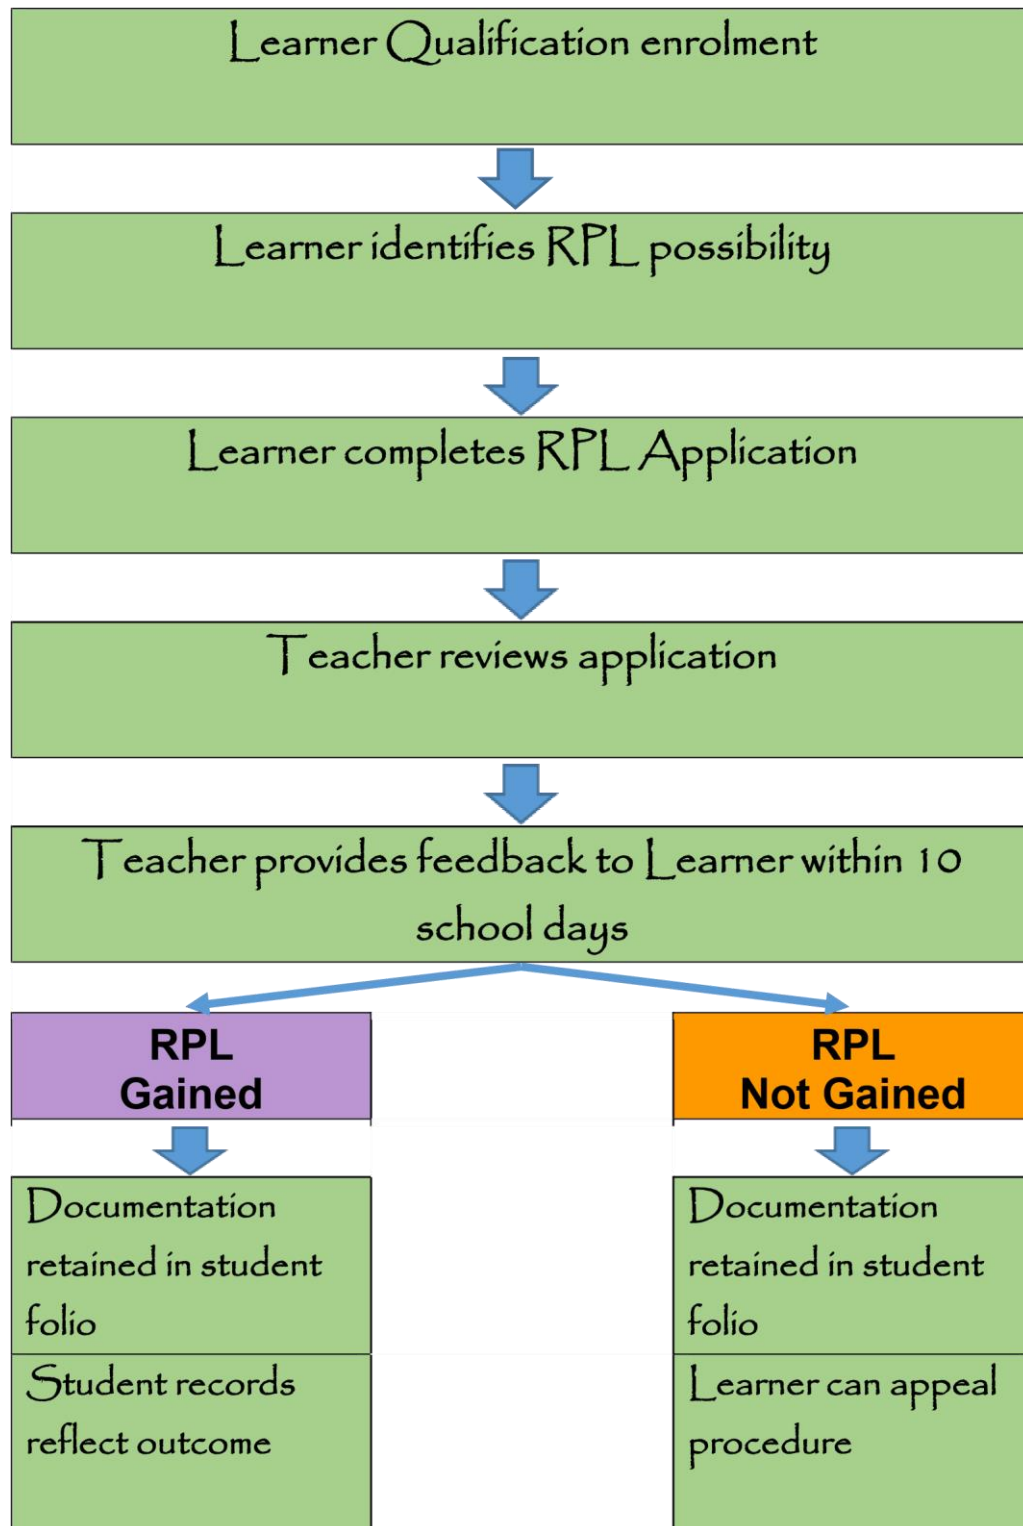 Learner Qualification enrolment
Learner identifies RPL possibility
Learner completes RPL Application
Teacher reviews application
Teacher provides feedback to Learner within 10
school days
RPL
Gained
RPL
Not Gained
Documentation
retained in student
folio
Documentation
retained in student
folio
Student records
reflect outcome
Learner can appeal
procedure